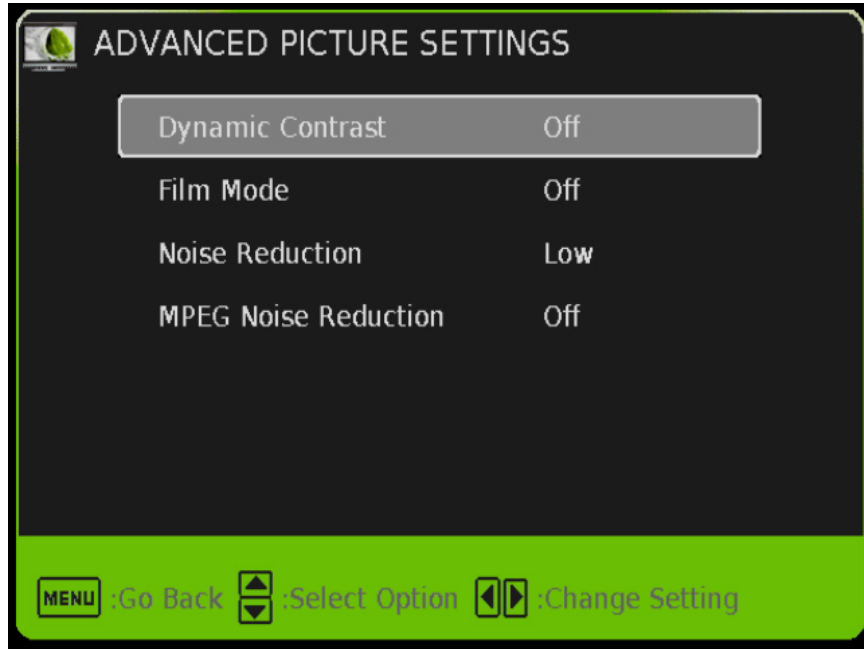 ADVANCED PICTURE SETTINGS
Dynamic Contrast Off
Film Mode Off
Noise Reduction Low
MPEG Noise Reduction Off
MENU :Go Back :Select Option :Change Setting